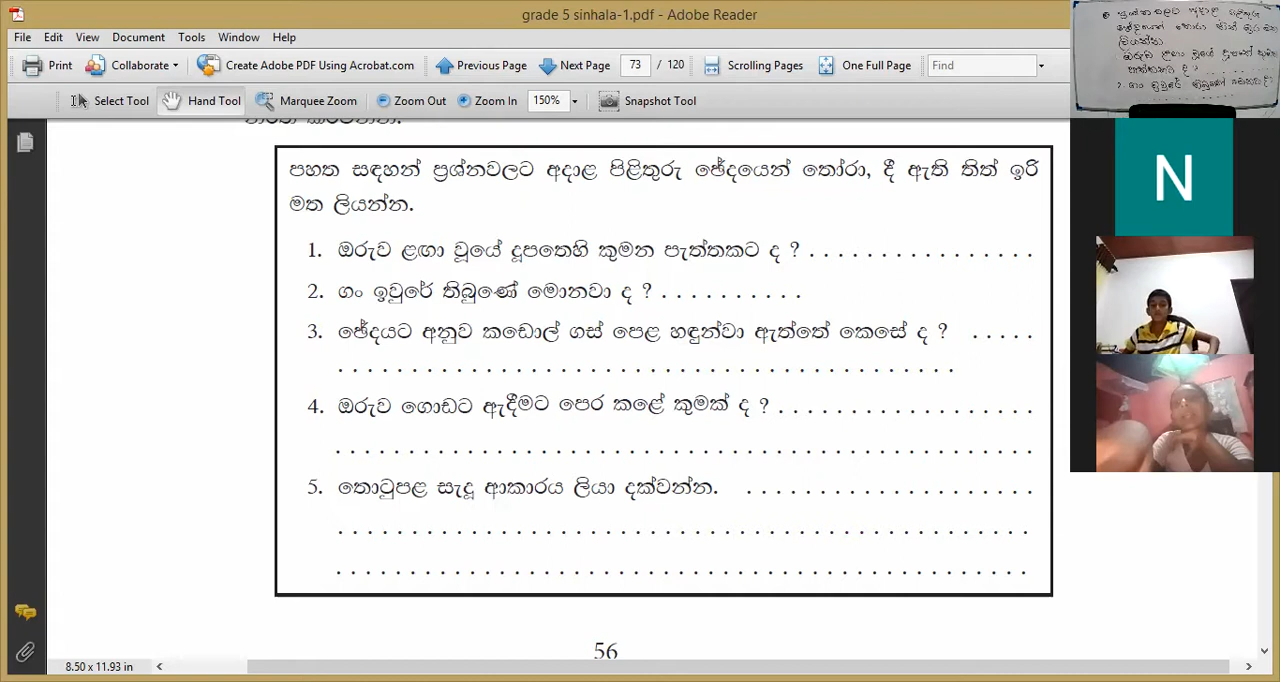 grade 5 sinhala-1.pdf - Adobe Reader
File Edit View Document Tools Window Help
Print Collaborate Create Adobe PDF Using Acrobat.com Previous Page Next Page 73 / 120 Scrolling Pages One Full Page Find
Select Tool Hand Tool Marquee Zoom Zoom Out Zoom In 150% Snapshot Tool
පහත සඳහන් ප්‍රශ්නවලට අදාළ පිළිතුරු ඡේදයෙන් තෝරා, දී ඇති තිත් ඉරි
මත ලියන්න.
1. ඔරුව ළඟා වූයේ දූපතෙහි කුමන පැත්තකට ද ? . . . . . . . . . . . . . . . .
2. ගං ඉවුරේ තිබුණේ මොනවා ද ? . . . . . . . . . .
3. ඡේදයට අනුව කඩොල් ගස් පෙළ හඳුන්වා ඇත්තේ කෙසේ ද ? . . . . .
. . . . . . . . . . . . . . . . . . . . . . . . . . . . . . . . . . . . . . . . . .
4. ඔරුව ගොඩට ඇදීමට පෙර කළේ කුමක් ද ? . . . . . . . . . . . . . . . . . .
. . . . . . . . . . . . . . . . . . . . . . . . . . . . . . . . . . . . . . . . . . . . . . . .
5. තොටුපළ සැදූ ආකාරය ලියා දක්වන්න. . . . . . . . . . . . . . . . . . . . .
. . . . . . . . . . . . . . . . . . . . . . . . . . . . . . . . . . . . . . . . . . . . . . . .
. . . . . . . . . . . . . . . . . . . . . . . . . . . . . . . . . . . . . . . . . . . . . . . .
56
8.50 x 11.93 in
N